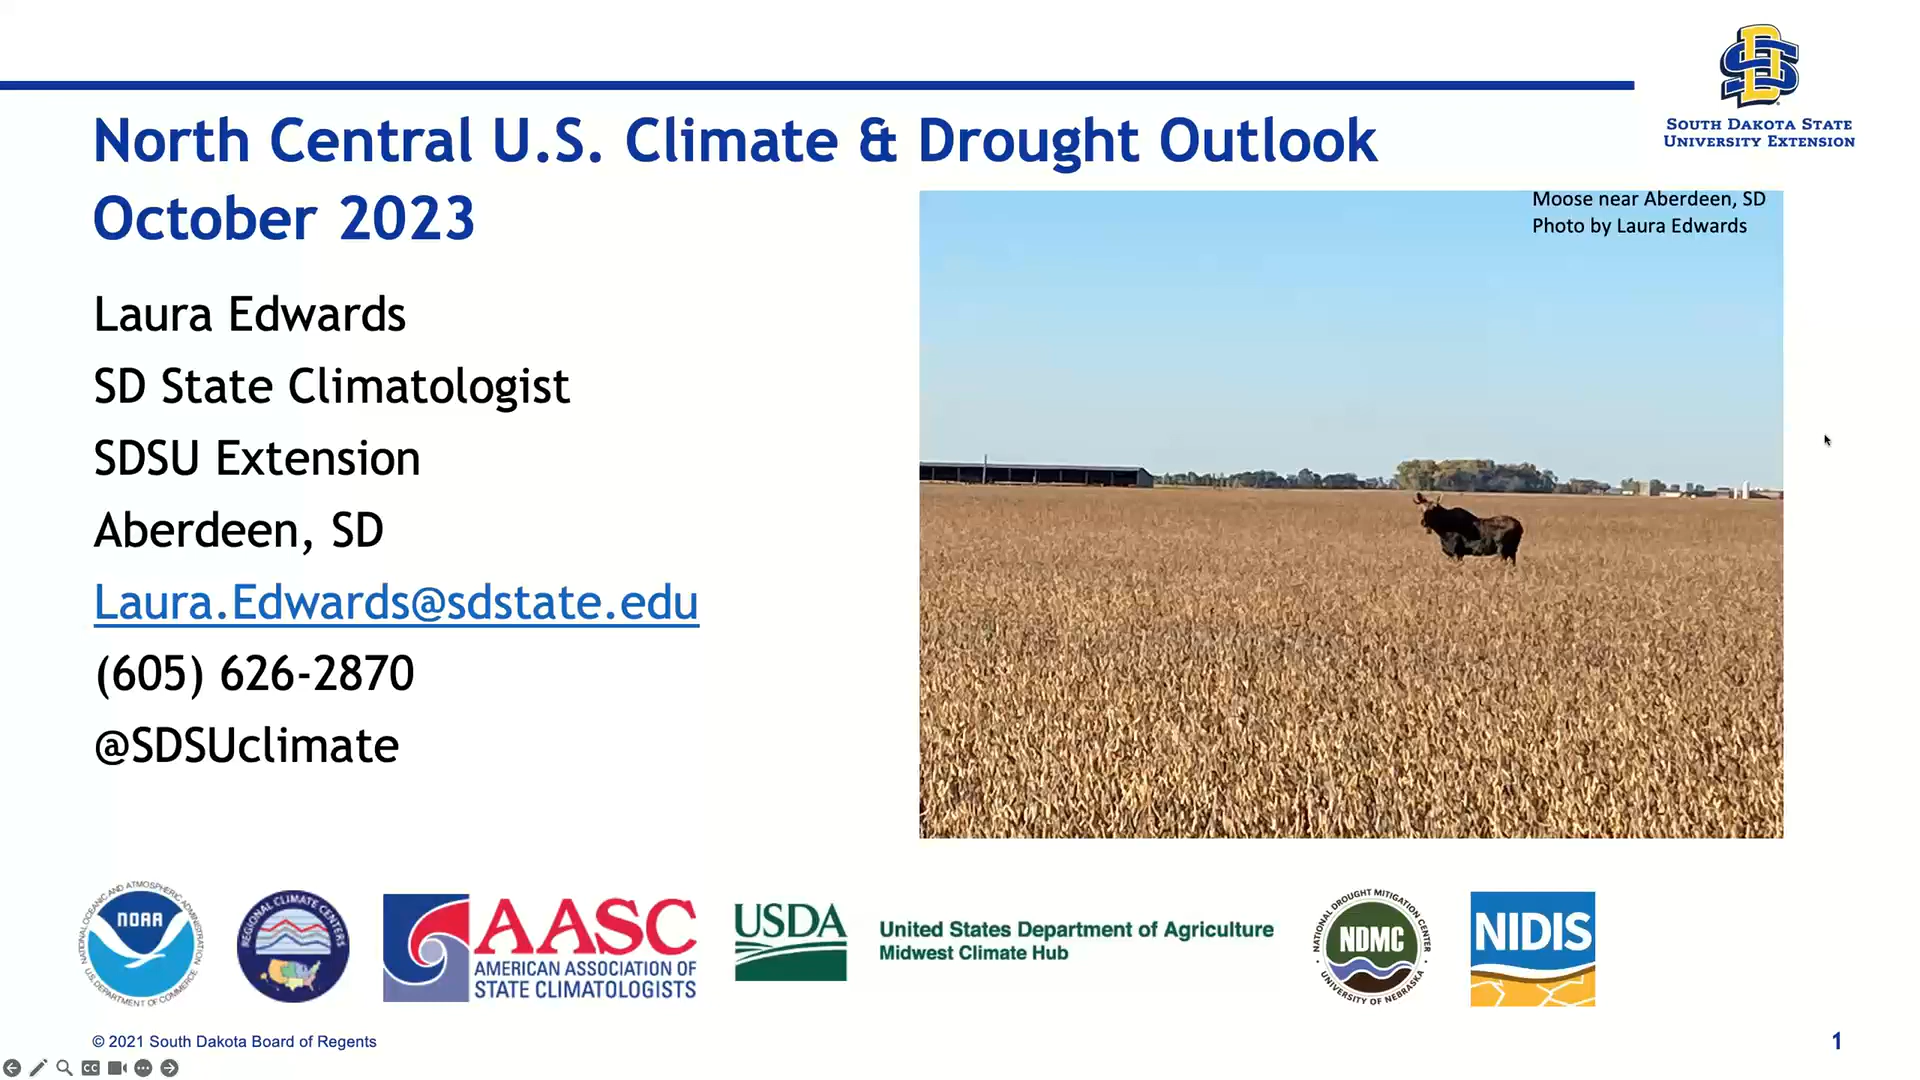 SOUTH DAKOTA STATE
UNIVERSITY EXTENSION
North Central U.S. Climate & Drought Outlook
October 2023
Moose near Aberdeen, SD
Photo by Laura Edwards
Laura Edwards
SD State Climatologist
SDSU Extension
Aberdeen, SD
Laura.Edwards@sdstate.edu
(605) 626-2870
@SDSUclimate
NATIONAL OCEANIC AND ATMOSPHERIC ADMINISTRATION
NOAA
U.S. DEPARTMENT OF COMMERCE
REGIONAL CLIMATE CENTERS
AASC
AMERICAN ASSOCIATION OF
STATE CLIMATOLOGISTS
USDA
United States Department of Agriculture
Midwest Climate Hub
NATIONAL DROUGHT MITIGATION CENTER
NDMC
UNIVERSITY OF NEBRASKA
NIDIS
© 2021 South Dakota Board of Regents
1
CC